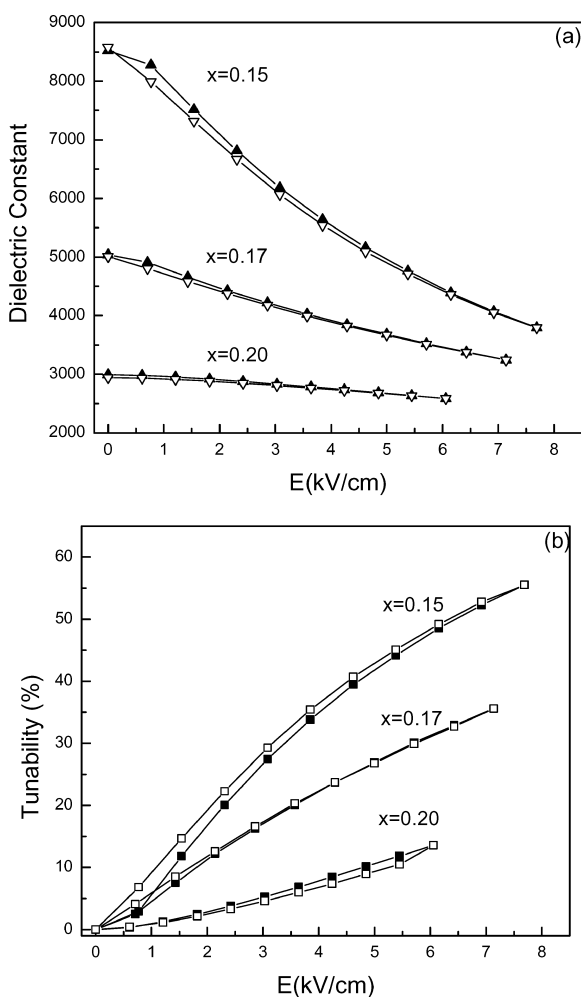 (a)
9000
8000
7000
6000
5000
4000
3000
2000
Dielectric Constant
x=0.15
x=0.17
x=0.20
0 1 2 3 4 5 6 7 8
E(kV/cm)
(b)
60
50
40
30
20
10
0
Tunability (%)
x=0.15
x=0.17
x=0.20
0 1 2 3 4 5 6 7 8
E(kV/cm)